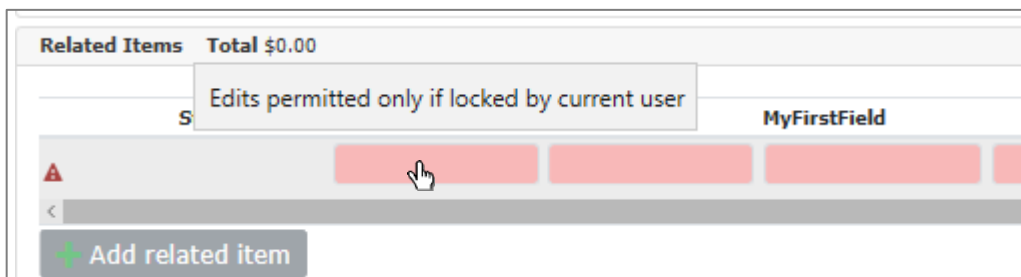 Related Items Total $0.00
Edits permitted only if locked by current user
MyFirstField
Add related item